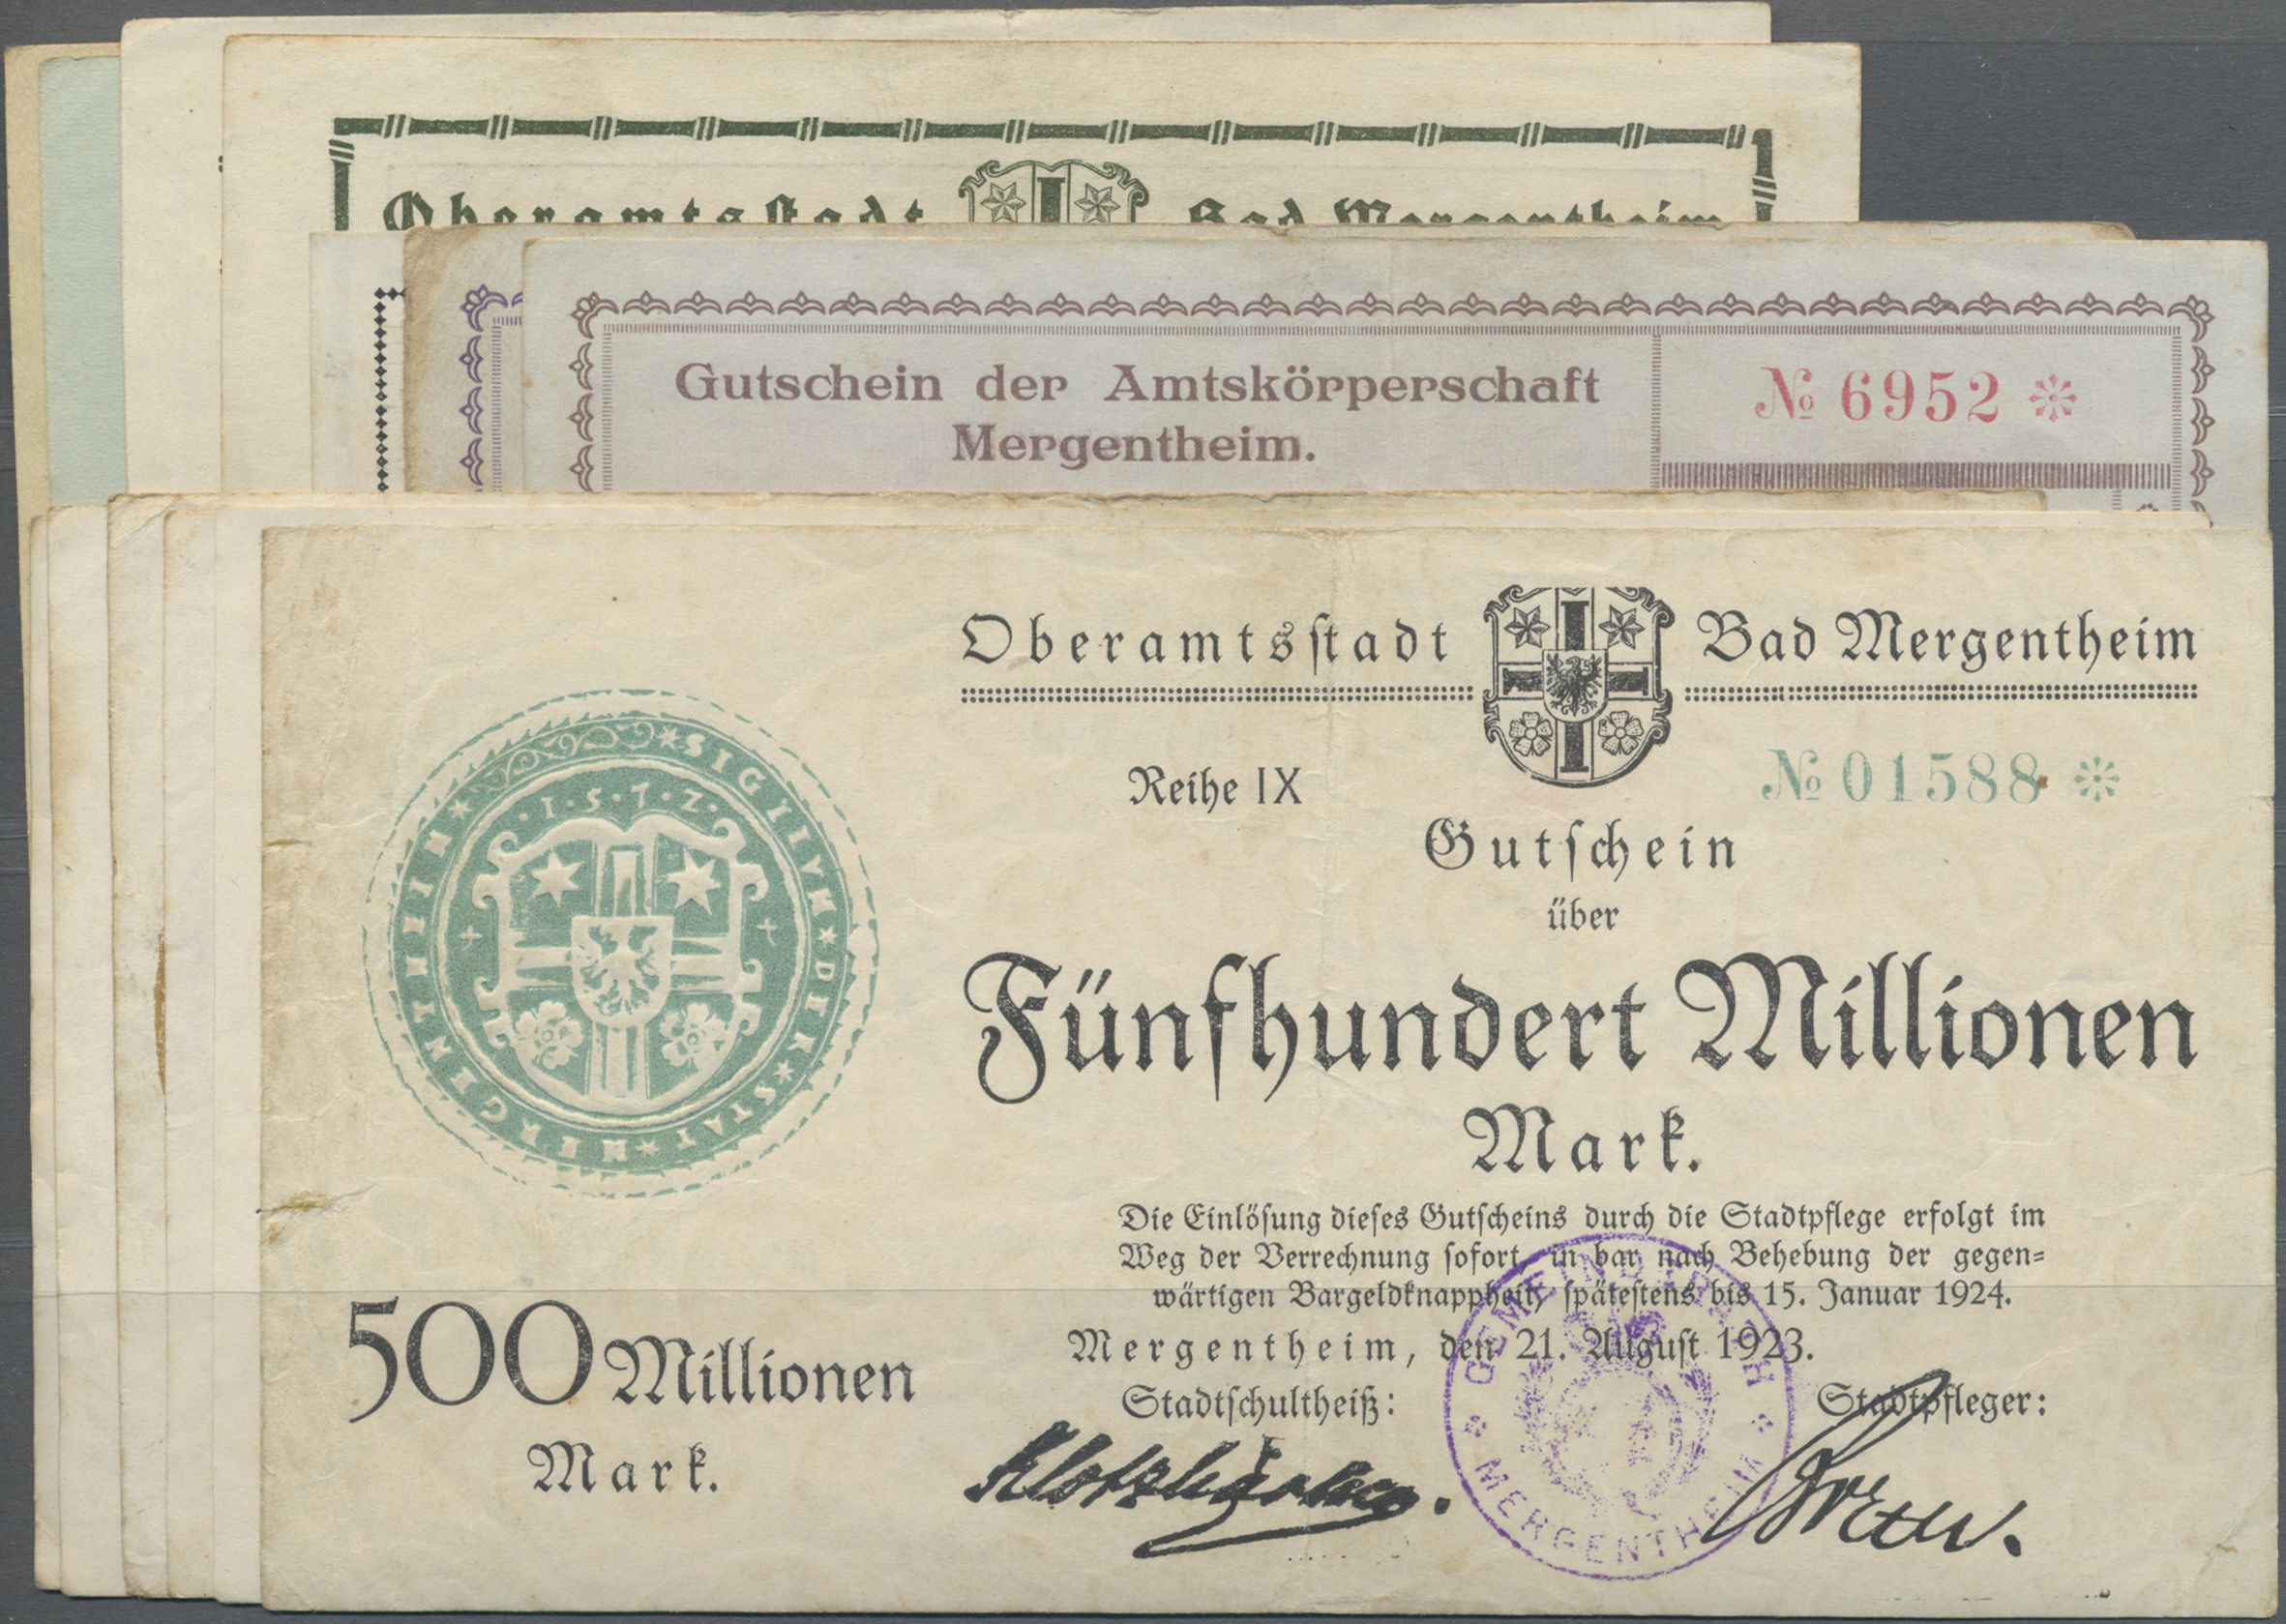 Oberamtsstadt Bad Mergentheim
Gutschein der Amtskörperschaft
Mergentheim.
№ 6952
Oberamtsstadt Bad Mergentheim
Reihe IX
№ 01588
Gutschein
über
Fünfhundert Millionen
Mark.
Die Einlösung dieses Gutscheins durch die Stadtpflege erfolgt im
Weg der Verrechnung sofort, in bar nach Behebung der gegen-
wärtigen Bargeldknappheit, spätestens bis 15. Januar 1924.
Mergentheim, den 21. August 1923.
Stadtschultheiß:
Stadtpfleger:
500 Millionen
Mark.
1572
SIGILLVM DER STAT MERGENTHEIM
GEMEINDERATH
MERGENTHEIM